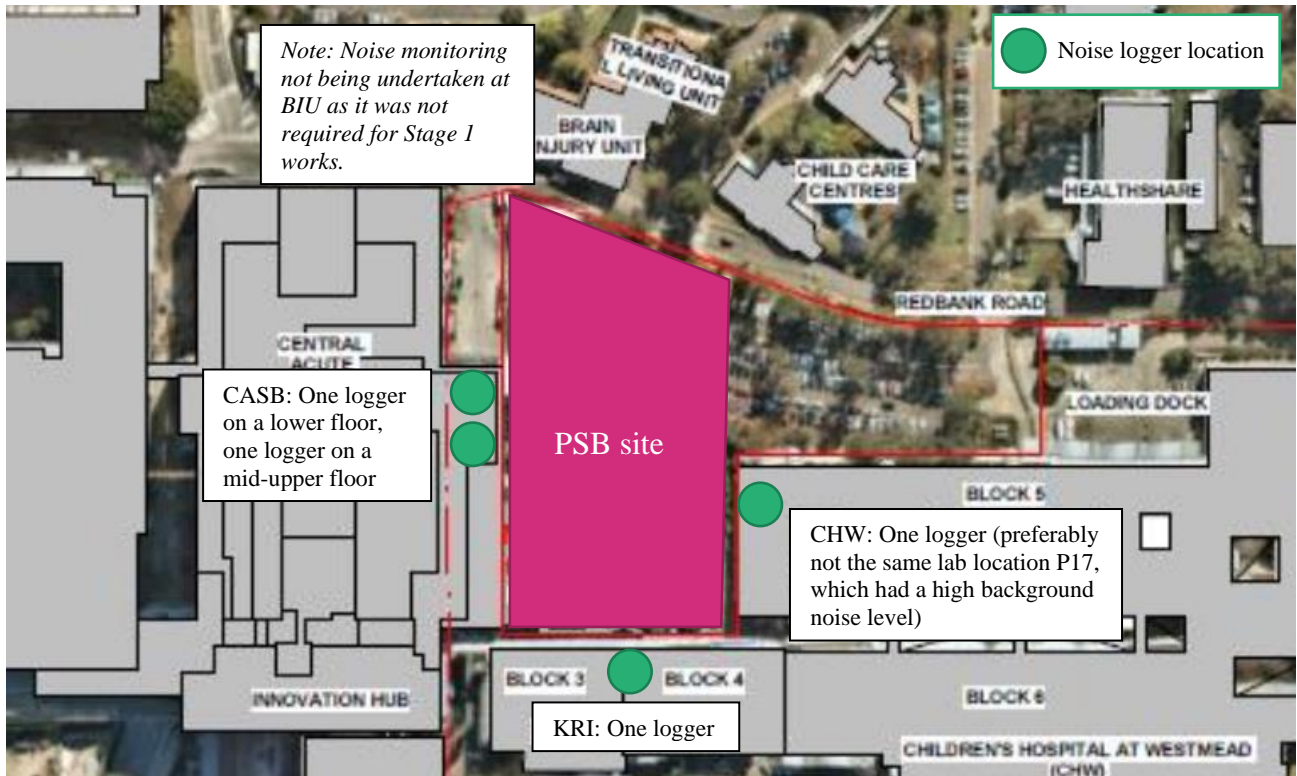 Note: Noise monitoring
not being undertaken at
BIU as it was not
required for Stage 1
works.
Noise logger location
TRANSITIONA
L LIVING UNIT
BRAIN
NJURY UNIT
CHILD CARE
CENTRES
HEALTHSHARE
REDBANK ROAD
CENTRAL
ACUTE
LOADING DOCK
CASB: One logger
on a lower floor,
one logger on a
mid-upper floor
PSB site
BLOCK 5
CHW: One logger (preferably
not the same lab location P17,
which had a high background
noise level)
BLOCK 3
BLOCK 4
INNOVATION HUB
BLOCK 6
KRI: One logger
CHILDREN'S HOSPITAL AT WESTMEAD
(CHW)